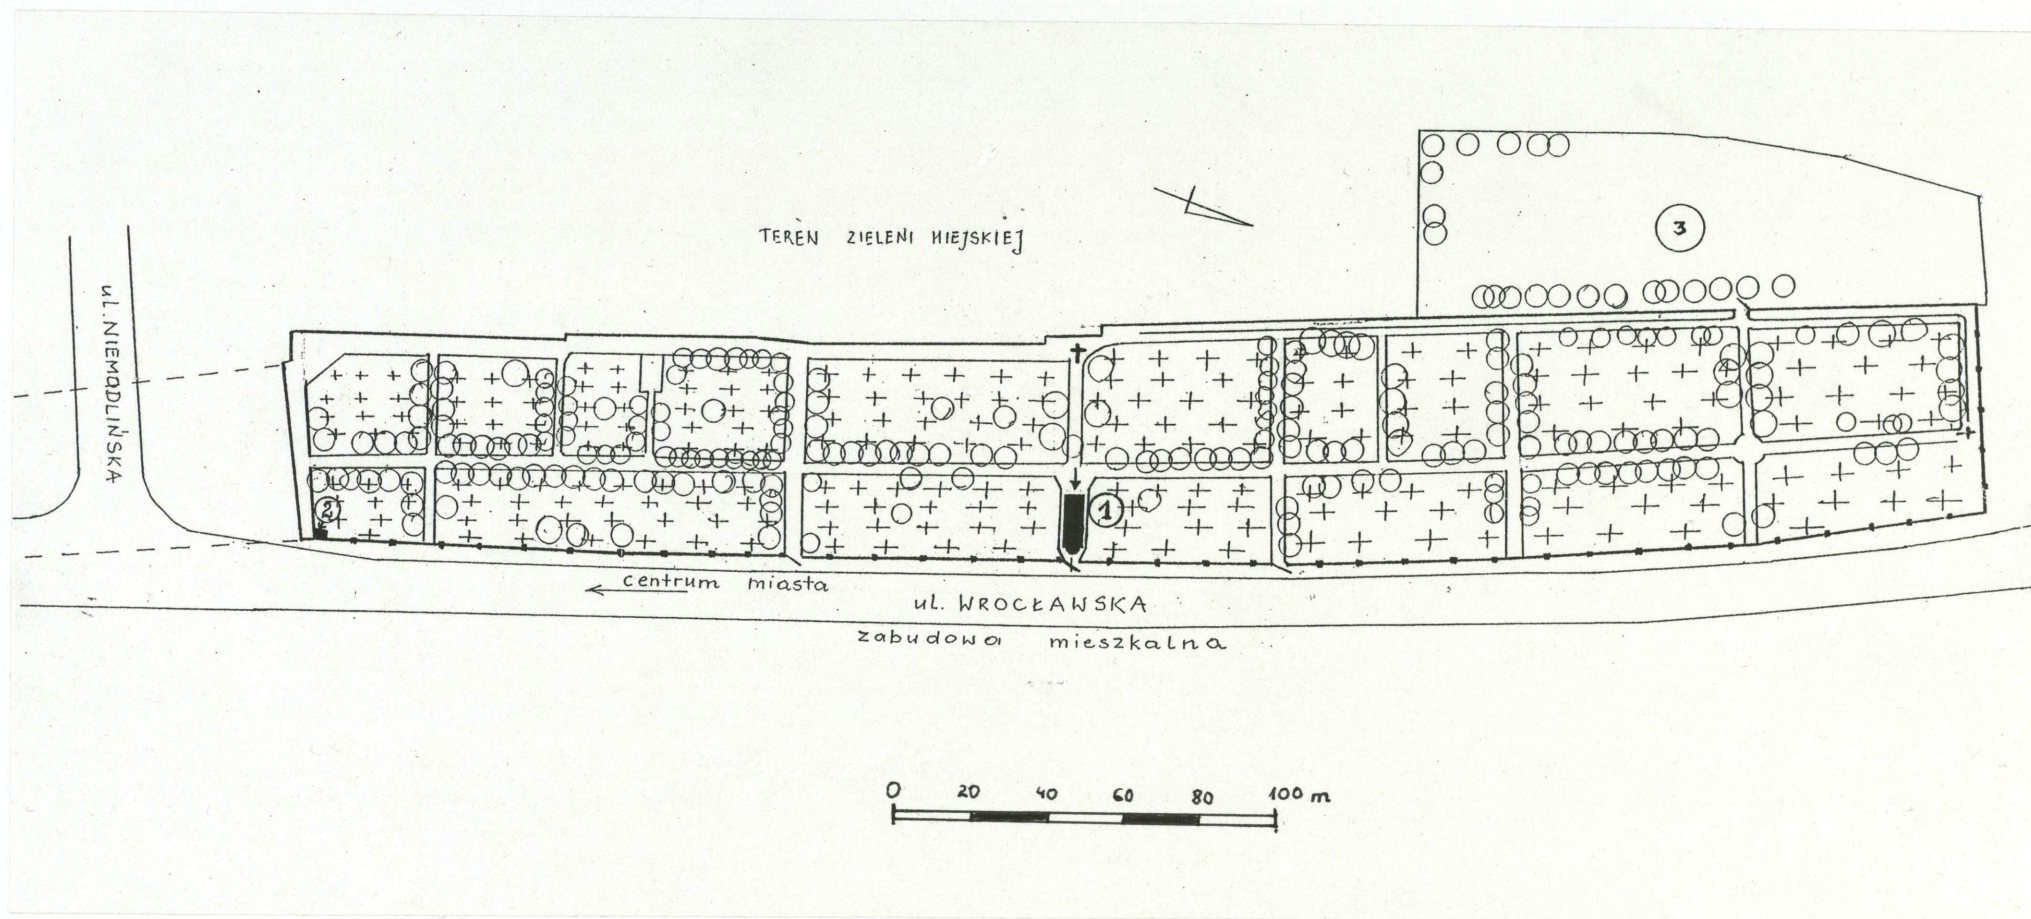 TEREN ZIELENI MIEJSKIEJ
3
ul. NIEMODLIŃSKA
2
1
centrum miasta
ul. WROCŁAWSKA
zabudowa mieszkalna
0 20 40 60 80 100 m